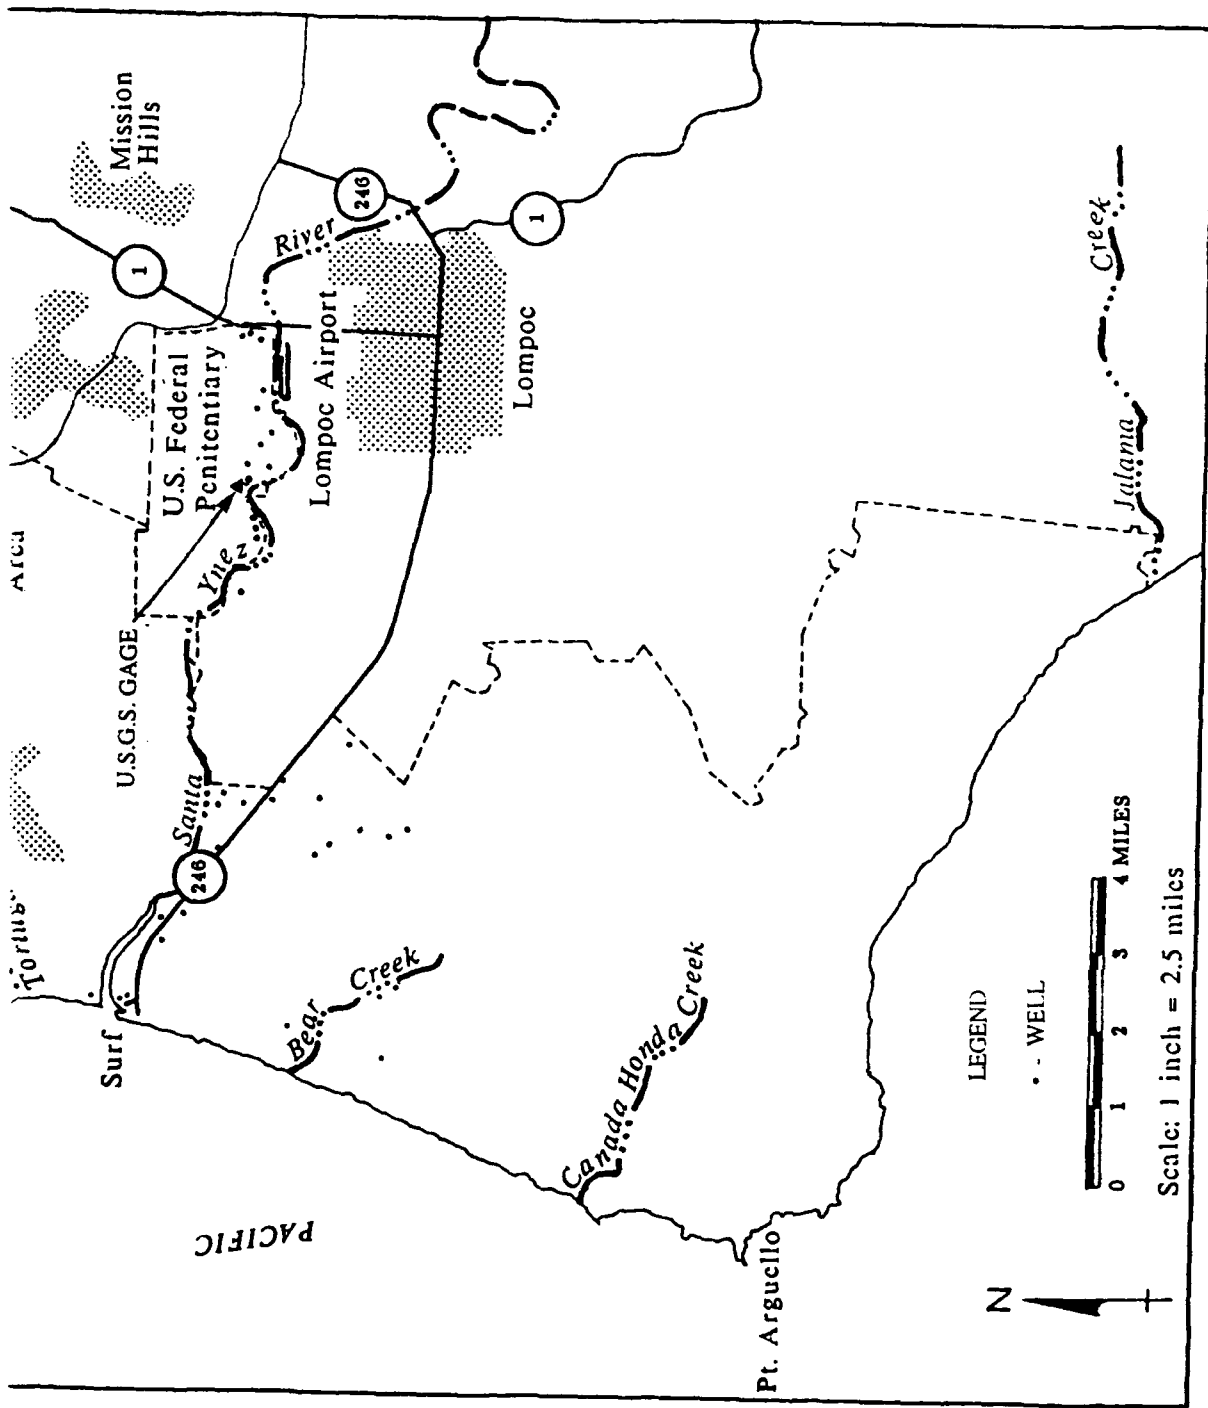 Mission
Hills
1
246
River
1
U.S. Federal
Penitentiary
Lompoc Airport
Lompoc
Area
Ynez
U.S.G.S. GAGE
Santa
246
Surf
Bear Creek
Canada Honda Creek
Jalama Creek
PACIFIC
Pt. Arguello
N
LEGEND
• - WELL
0 1 2 3 4 MILES
Scale: 1 inch = 2.5 miles